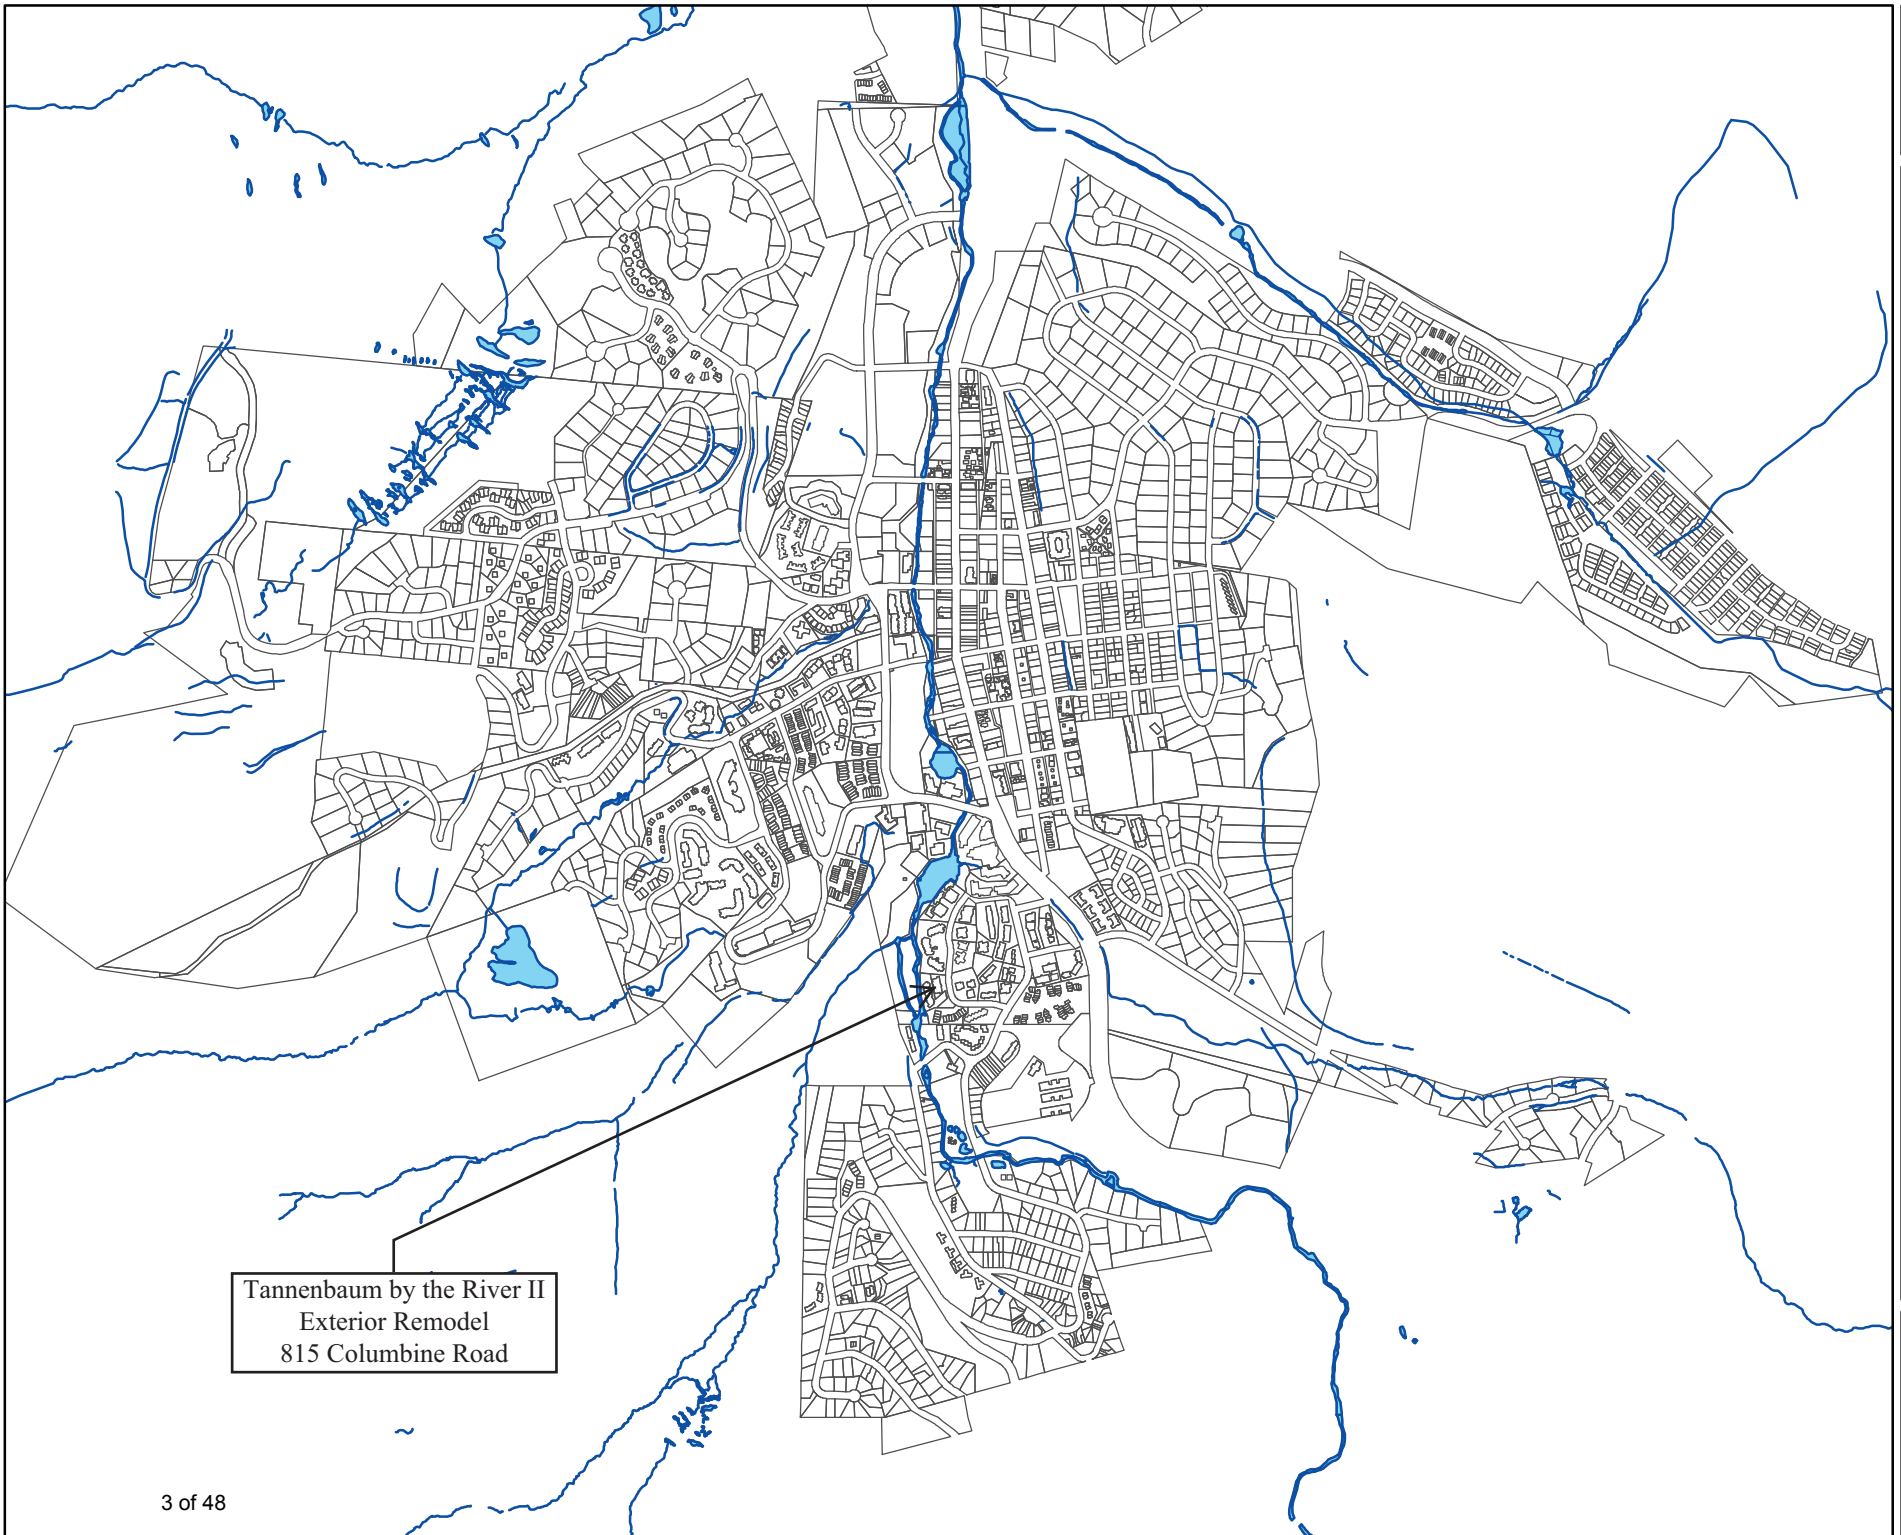 Tannenbaum by the River II
Exterior Remodel
815 Columbine Road
3 of 48